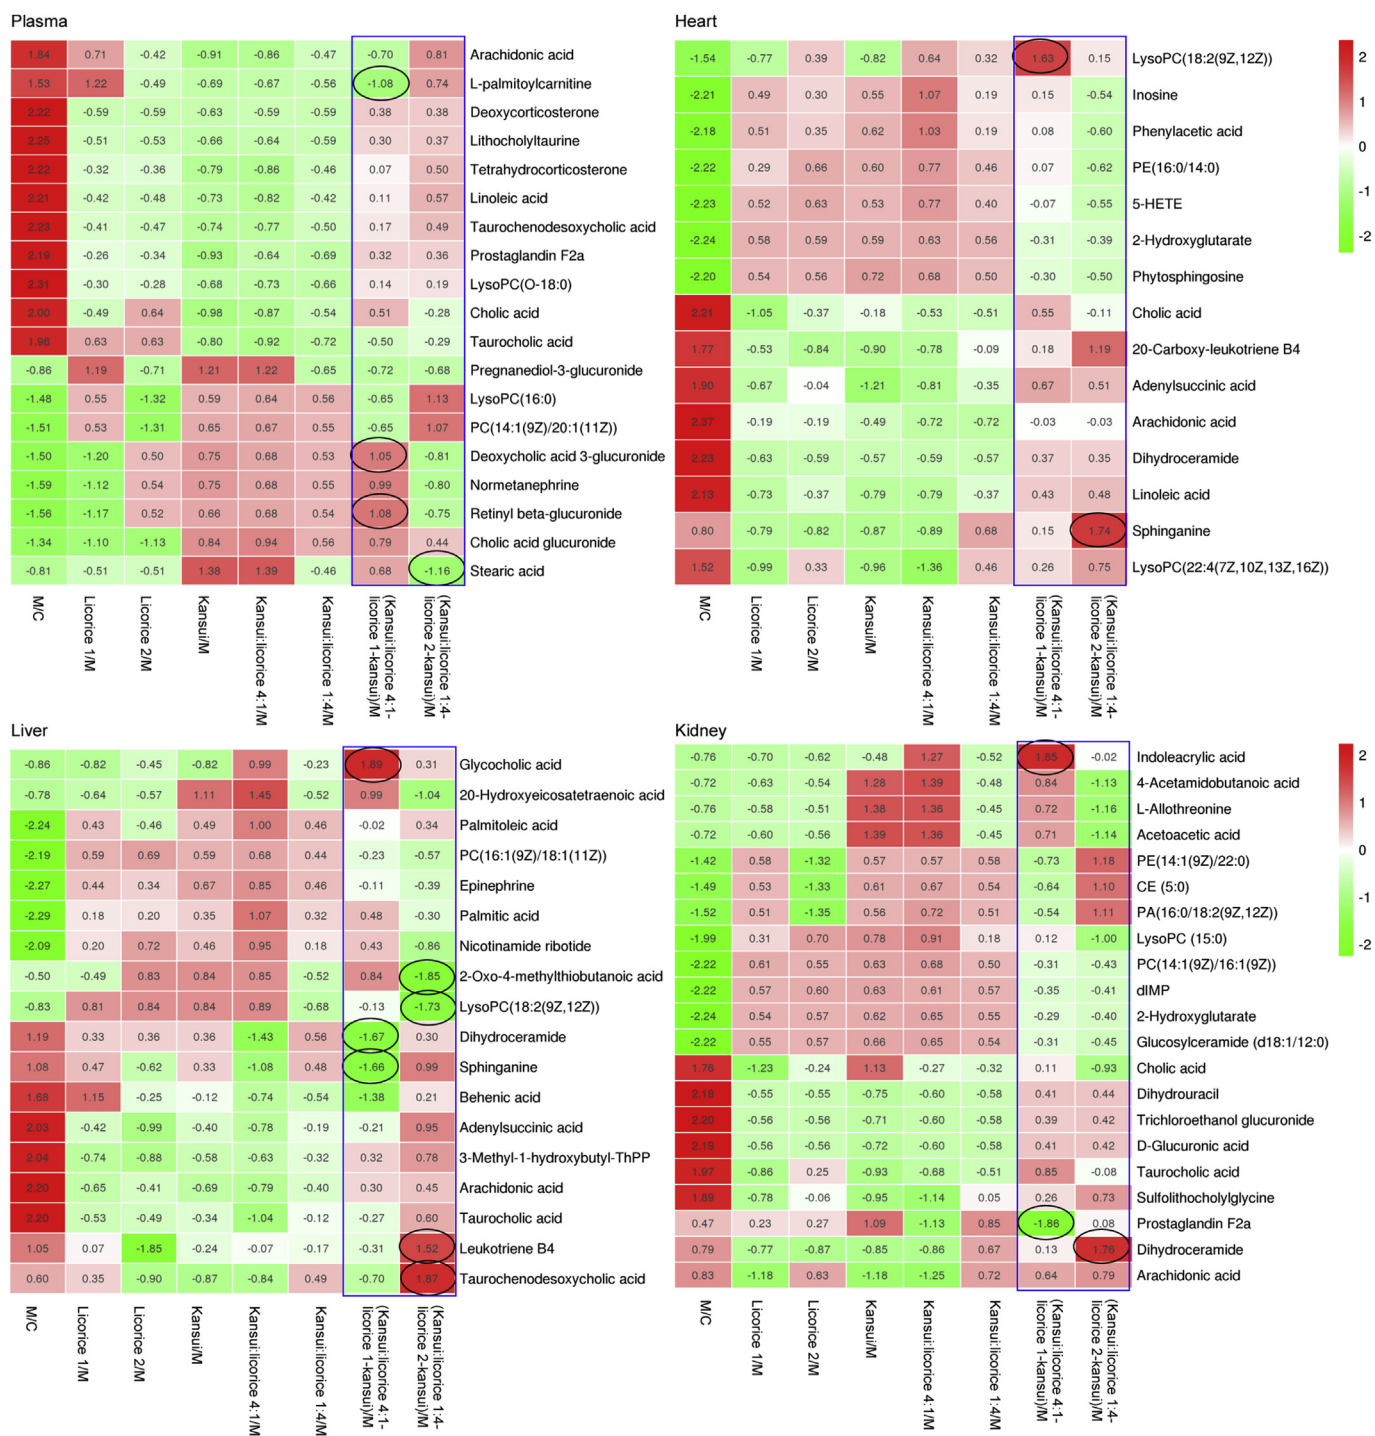 Plasma
1.84 0.71 -0.42 -0.91 -0.86 -0.47 -0.70 0.81 Arachidonic acid
1.53 1.22 -0.49 -0.69 -0.67 -0.56 -1.08 0.74 L-palmitoylcarnitine
2.22 -0.59 -0.59 -0.63 -0.59 -0.59 0.38 0.38 Deoxycorticosterone
2.25 -0.51 -0.53 -0.66 -0.64 -0.59 0.30 0.37 Lithocholyltaurine
2.22 -0.32 -0.36 -0.79 -0.86 -0.46 0.07 0.50 Tetrahydrocorticosterone
2.21 -0.42 -0.48 -0.73 -0.82 -0.42 0.11 0.57 Linoleic acid
2.23 -0.41 -0.47 -0.74 -0.77 -0.50 0.17 0.49 Taurochenodesoxycholic acid
2.19 -0.26 -0.34 -0.93 -0.64 -0.69 0.32 0.36 Prostaglandin F2a
2.31 -0.30 -0.28 -0.68 -0.73 -0.66 0.14 0.19 LysoPC(O-18:0)
2.00 -0.49 0.64 -0.98 -0.87 -0.54 0.51 -0.28 Cholic acid
1.96 0.63 0.63 -0.80 -0.92 -0.72 -0.50 -0.29 Taurocholic acid
-0.86 1.19 -0.71 1.21 1.22 -0.65 -0.72 -0.68 Pregnanediol-3-glucuronide
-1.48 0.55 -1.32 0.59 0.64 0.56 -0.65 1.13 LysoPC(16:0)
-1.51 0.53 -1.31 0.65 0.67 0.55 -0.65 1.07 PC(14:1(9Z)/20:1(11Z))
-1.50 -1.20 0.50 0.75 0.68 0.53 1.05 -0.81 Deoxycholic acid 3-glucuronide
-1.59 -1.12 0.54 0.75 0.68 0.55 0.99 -0.80 Normetanephrine
-1.56 -1.17 0.52 0.66 0.68 0.54 1.08 -0.75 Retinyl beta-glucuronide
-1.34 -1.10 -1.13 0.84 0.94 0.56 0.79 0.44 Cholic acid glucuronide
-0.81 -0.51 -0.51 1.38 1.39 -0.46 0.68 -1.16 Stearic acid
M/C
Licorice 1/M
Licorice 2/M
Kansui/M
Kansui:licorice 4:1/M
Kansui:licorice 1:4/M
(Kansui:licorice 4:1-
licorice 1-kansui)/M
(Kansui:licorice 1:4-
licorice 2-kansui)/M
Heart
-1.54 -0.77 0.39 -0.82 0.64 0.32 1.63 0.15 LysoPC(18:2(9Z,12Z))
-2.21 0.49 0.30 0.55 1.07 0.19 0.15 -0.54 Inosine
-2.18 0.51 0.35 0.62 1.03 0.19 0.08 -0.60 Phenylacetic acid
-2.22 0.29 0.66 0.60 0.77 0.46 0.07 -0.62 PE(16:0/14:0)
-2.23 0.52 0.63 0.53 0.77 0.40 -0.07 -0.55 5-HETE
-2.24 0.58 0.59 0.59 0.63 0.56 -0.31 -0.39 2-Hydroxyglutarate
-2.20 0.54 0.56 0.72 0.68 0.50 -0.30 -0.50 Phytosphingosine
2.21 -1.05 -0.37 -0.18 -0.53 -0.51 0.55 -0.11 Cholic acid
1.77 -0.53 -0.84 -0.90 -0.78 -0.09 0.18 1.19 20-Carboxy-leukotriene B4
1.90 -0.67 -0.04 -1.21 -0.81 -0.35 0.67 0.51 Adenylsuccinic acid
2.37 -0.19 -0.19 -0.49 -0.72 -0.72 -0.03 -0.03 Arachidonic acid
2.23 -0.63 -0.59 -0.57 -0.59 -0.57 0.37 0.35 Dihydroceramide
2.13 -0.73 -0.37 -0.79 -0.79 -0.37 0.43 0.48 Linoleic acid
0.80 -0.79 -0.82 -0.87 -0.89 0.68 0.15 1.74 Sphinganine
1.52 -0.99 0.33 -0.96 -1.36 0.46 0.26 0.75 LysoPC(22:4(7Z,10Z,13Z,16Z))
M/C
Licorice 1/M
Licorice 2/M
Kansui/M
Kansui:licorice 4:1/M
Kansui:licorice 1:4/M
(Kansui:licorice 4:1-
licorice 1-kansui)/M
(Kansui:licorice 1:4-
licorice 2-kansui)/M
2
1
0
-1
-2
Liver
-0.86 -0.82 -0.45 -0.82 0.99 -0.23 1.89 0.31 Glycocholic acid
-0.78 -0.64 -0.57 1.11 1.45 -0.52 0.99 -1.04 20-Hydroxyeicosatetraenoic acid
-2.24 0.43 -0.46 0.49 1.00 0.46 -0.02 0.34 Palmitoleic acid
-2.19 0.59 0.69 0.59 0.68 0.44 -0.23 -0.57 PC(16:1(9Z)/18:1(11Z))
-2.27 0.44 0.34 0.67 0.85 0.46 -0.11 -0.39 Epinephrine
-2.29 0.18 0.20 0.35 1.07 0.32 0.48 -0.30 Palmitic acid
-2.09 0.20 0.72 0.46 0.95 0.18 0.43 -0.86 Nicotinamide ribotide
-0.50 -0.49 0.83 0.84 0.85 -0.52 0.84 -1.85 2-Oxo-4-methylthiobutanoic acid
-0.83 0.81 0.84 0.84 0.89 -0.68 -0.13 -1.73 LysoPC(18:2(9Z,12Z))
1.19 0.33 0.36 0.36 -1.43 0.56 -1.67 0.30 Dihydroceramide
1.08 0.47 -0.62 0.33 -1.08 0.48 -1.66 0.99 Sphinganine
1.68 1.15 -0.25 -0.12 -0.74 -0.54 -1.38 0.21 Behenic acid
2.03 -0.42 -0.99 -0.40 -0.78 -0.19 -0.21 0.95 Adenylsuccinic acid
2.04 -0.74 -0.88 -0.58 -0.63 -0.32 0.32 0.78 3-Methyl-1-hydroxybutyl-ThPP
2.20 -0.65 -0.41 -0.69 -0.79 -0.40 0.30 0.45 Arachidonic acid
2.20 -0.53 -0.49 -0.34 -1.04 -0.12 -0.27 0.60 Taurocholic acid
1.05 0.07 -1.85 -0.24 -0.07 -0.17 -0.31 1.52 Leukotriene B4
0.60 0.35 -0.90 -0.87 -0.84 0.49 -0.70 1.87 Taurochenodesoxycholic acid
M/C
Licorice 1/M
Licorice 2/M
Kansui/M
Kansui:licorice 4:1/M
Kansui:licorice 1:4/M
(Kansui:licorice 4:1-
licorice 1-kansui)/M
(Kansui:licorice 1:4-
licorice 2-kansui)/M
Kidney
-0.76 -0.70 -0.62 -0.48 1.27 -0.52 1.85 -0.02 Indoleacrylic acid
-0.72 -0.63 -0.54 1.28 1.39 -0.48 0.84 -1.13 4-Acetamidobutanoic acid
-0.76 -0.58 -0.51 1.38 1.36 -0.45 0.72 -1.16 L-Allothreonine
-0.72 -0.60 -0.56 1.39 1.36 -0.45 0.71 -1.14 Acetoacetic acid
-1.42 0.58 -1.32 0.57 0.57 0.58 -0.73 1.18 PE(14:1(9Z)/22:0)
-1.49 0.53 -1.33 0.61 0.67 0.54 -0.64 1.10 CE (5:0)
-1.52 0.51 -1.35 0.56 0.72 0.51 -0.54 1.11 PA(16:0/18:2(9Z,12Z))
-1.99 0.31 0.70 0.78 0.91 0.18 0.12 -1.00 LysoPC (15:0)
-2.22 0.61 0.55 0.63 0.68 0.50 -0.31 -0.43 PC(14:1(9Z)/16:1(9Z))
-2.22 0.57 0.60 0.63 0.61 0.57 -0.35 -0.41 dIMP
-2.24 0.54 0.57 0.62 0.65 0.55 -0.29 -0.40 2-Hydroxyglutarate
-2.22 0.55 0.57 0.66 0.65 0.54 -0.31 -0.45 Glucosylceramide (d18:1/12:0)
1.76 -1.23 -0.24 1.13 -0.27 -0.32 0.11 -0.93 Cholic acid
2.18 -0.55 -0.55 -0.75 -0.60 -0.58 0.41 0.44 Dihydrouracil
2.20 -0.56 -0.56 -0.71 -0.60 -0.58 0.39 0.42 Trichloroethanol glucuronide
2.19 -0.56 -0.56 -0.72 -0.60 -0.58 0.41 0.42 D-Glucuronic acid
1.97 -0.86 0.25 -0.93 -0.68 -0.51 0.85 -0.08 Taurocholic acid
1.89 -0.78 -0.06 -0.95 -1.14 0.05 0.26 0.73 Sulfolithocholylglycine
0.47 0.23 0.27 1.09 -1.13 0.85 -1.86 0.08 Prostaglandin F2a
0.79 -0.77 -0.87 -0.85 -0.86 0.67 0.13 1.76 Dihydroceramide
0.83 -1.18 0.63 -1.18 -1.25 0.72 0.64 0.79 Arachidonic acid
M/C
Licorice 1/M
Licorice 2/M
Kansui/M
Kansui:licorice 4:1/M
Kansui:licorice 1:4/M
(Kansui:licorice 4:1-
licorice 1-kansui)/M
(Kansui:licorice 1:4-
licorice 2-kansui)/M
2
1
0
-1
-2